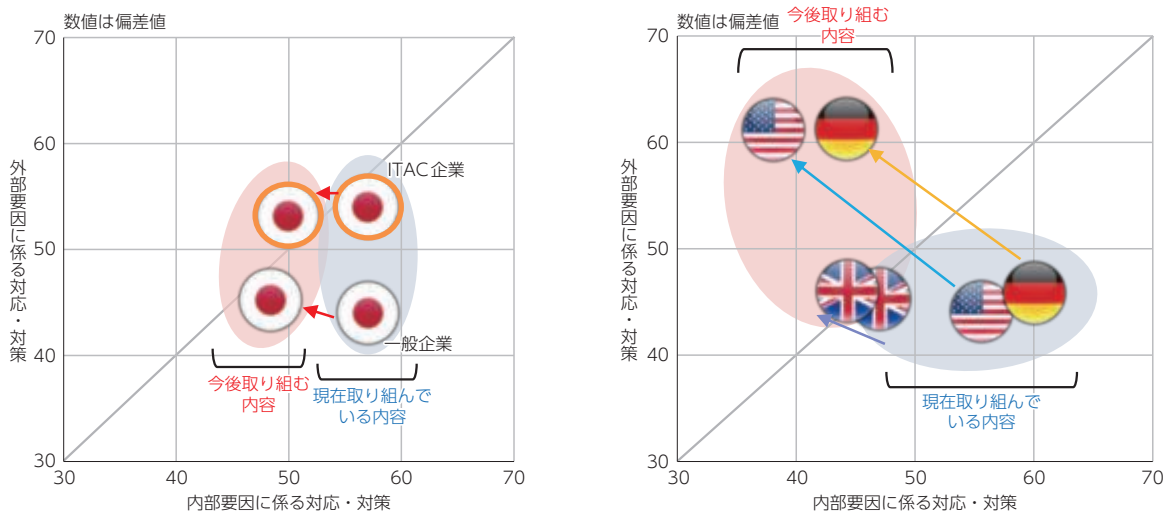 数値は偏差値
70
60
50
40
30
30
40
50
60
70
外部要因に係る対応・対策
内部要因に係る対応・対策
ITAC企業
一般企業
今後取り組む
内容
現在取り組んで
いる内容
数値は偏差値
今後取り組む
内容
70
60
50
40
30
30
40
50
60
70
外部要因に係る対応・対策
内部要因に係る対応・対策
現在取り組んで
いる内容